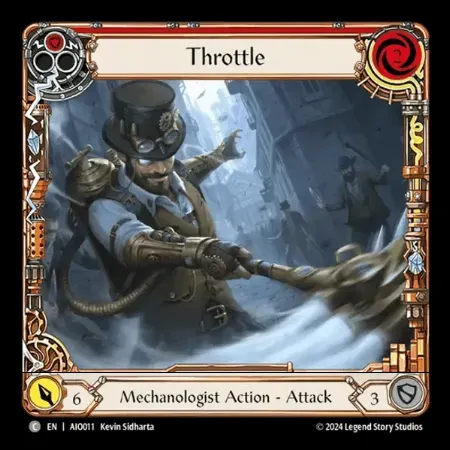 Throttle
6
Mechanologist Action - Attack
3
C EN | AIO011 Kevin Sidharta
© 2024 Legend Story Studios